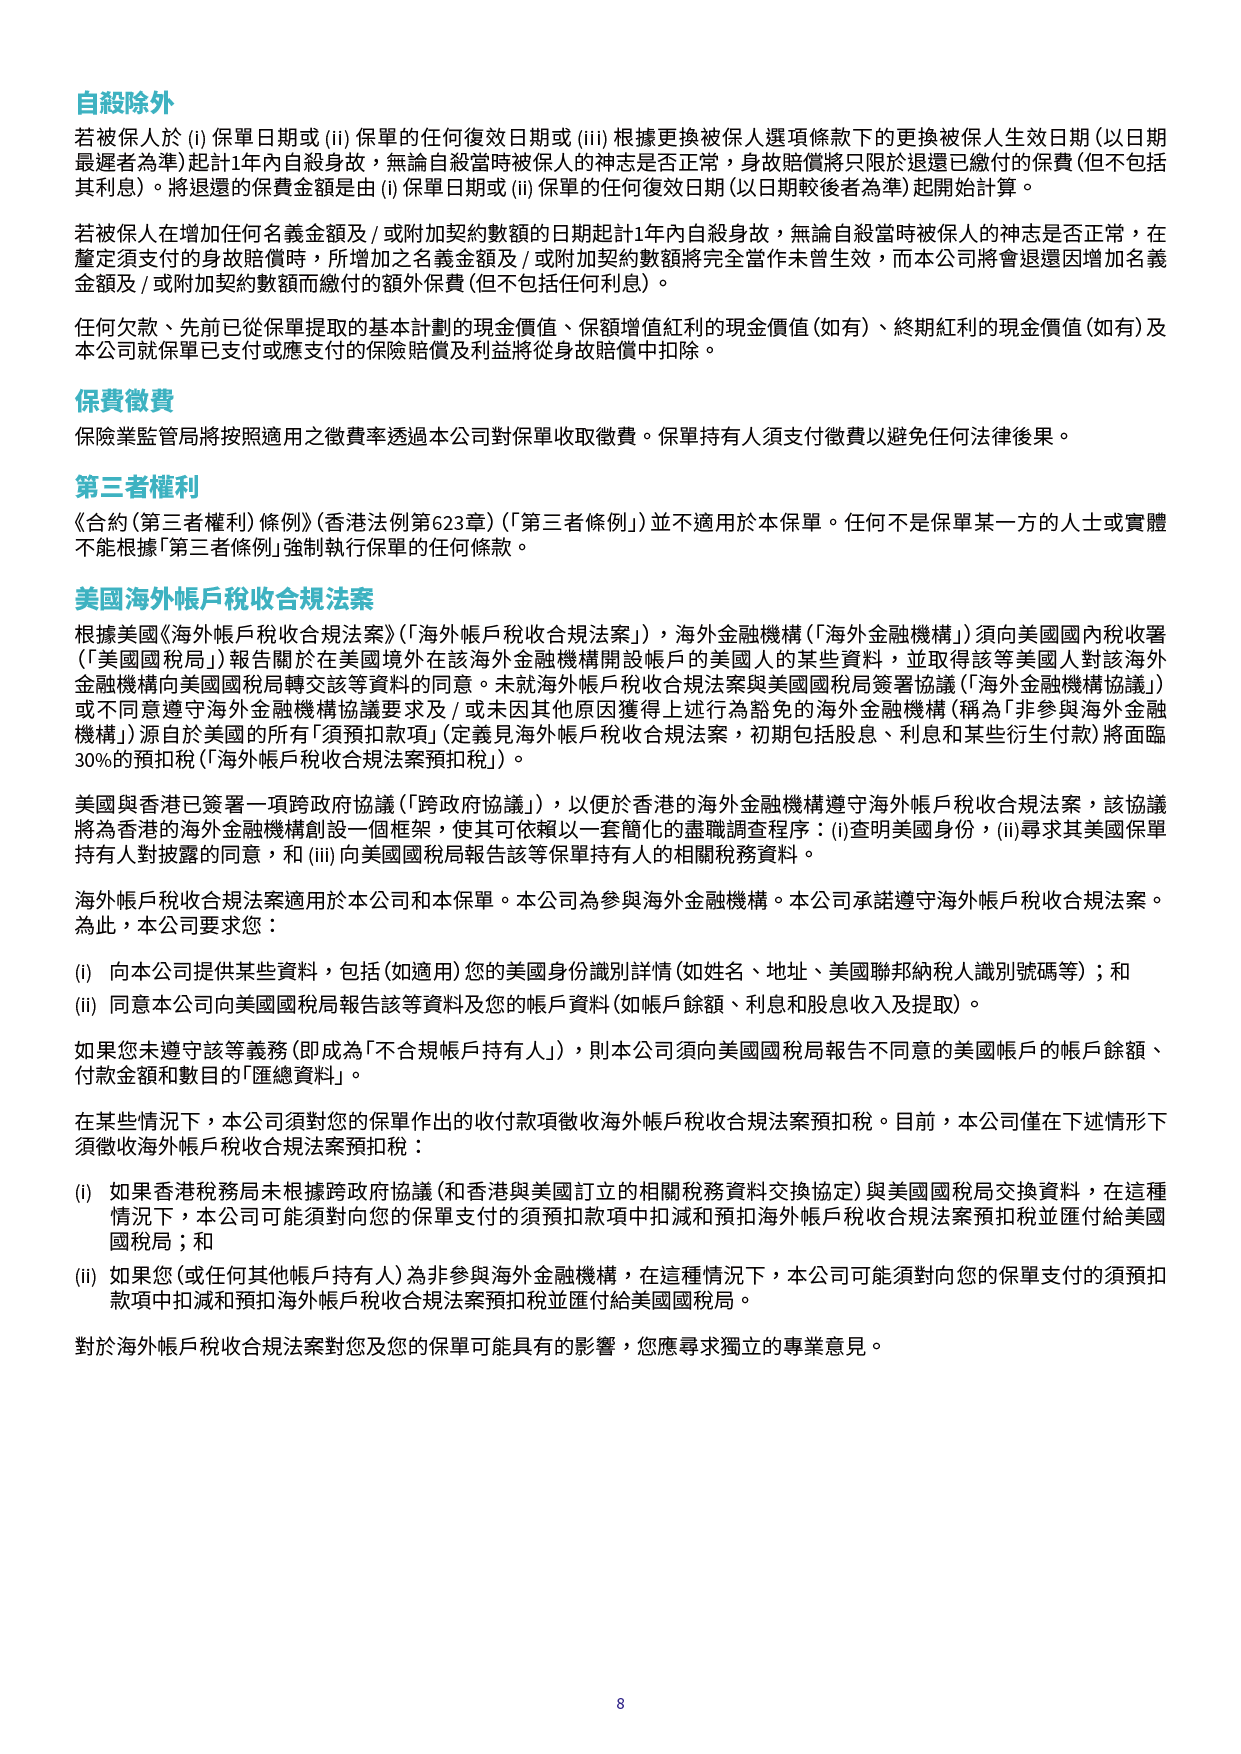 自殺除外
若被保人於 (i) 保單日期或 (ii) 保單的任何復效日期或 (iii) 根據更換被保人選項條款下的更換被保人生效日期（以日期
最遲者為準）起計1年內自殺身故，無論自殺當時被保人的神志是否正常，身故賠償將只限於退還已繳付的保費（但不包括
其利息）。將退還的保費金額是由 (i) 保單日期或 (ii) 保單的任何復效日期（以日期較後者為準）起開始計算。
若被保人在增加任何名義金額及 / 或附加契約數額的日期起計1年內自殺身故，無論自殺當時被保人的神志是否正常，在
釐定須支付的身故賠償時，所增加之名義金額及 / 或附加契約數額將完全當作未曾生效，而本公司將會退還因增加名義
金額及 / 或附加契約數額而繳付的額外保費（但不包括任何利息）。
任何欠款、先前已從保單提取的基本計劃的現金價值、保額增值紅利的現金價值（如有）、終期紅利的現金價值（如有）及
本公司就保單已支付或應支付的保險賠償及利益將從身故賠償中扣除。
保費徵費
保險業監管局將按照適用之徵費率透過本公司對保單收取徵費。保單持有人須支付徵費以避免任何法律後果。
第三者權利
《合約（第三者權利）條例》（香港法例第623章）（「第三者條例」）並不適用於本保單。任何不是保單某一方的人士或實體
不能根據「第三者條例」強制執行保單的任何條款。
美國海外帳戶稅收合規法案
根據美國《海外帳戶稅收合規法案》（「海外帳戶稅收合規法案」），海外金融機構（「海外金融機構」）須向美國國內稅收署
（「美國國稅局」）報告關於在美國境外在該海外金融機構開設帳戶的美國人的某些資料，並取得該等美國人對該海外
金融機構向美國國稅局轉交該等資料的同意。未就海外帳戶稅收合規法案與美國國稅局簽署協議（「海外金融機構協議」）
或不同意遵守海外金融機構協議要求及 / 或未因其他原因獲得上述行為豁免的海外金融機構（稱為「非參與海外金融
機構」）源自於美國的所有「須預扣款項」（定義見海外帳戶稅收合規法案，初期包括股息、利息和某些衍生付款）將面臨
30%的預扣稅（「海外帳戶稅收合規法案預扣稅」）。
美國與香港已簽署一項跨政府協議（「跨政府協議」），以便於香港的海外金融機構遵守海外帳戶稅收合規法案，該協議
將為香港的海外金融機構創設一個框架，使其可依賴以一套簡化的盡職調查程序：(i)查明美國身份，(ii)尋求其美國保單
持有人對披露的同意，和 (iii) 向美國國稅局報告該等保單持有人的相關稅務資料。
海外帳戶稅收合規法案適用於本公司和本保單。本公司為參與海外金融機構。本公司承諾遵守海外帳戶稅收合規法案。
為此，本公司要求您：
(i) 向本公司提供某些資料，包括（如適用）您的美國身份識別詳情（如姓名、地址、美國聯邦納稅人識別號碼等）；和
(ii) 同意本公司向美國國稅局報告該等資料及您的帳戶資料（如帳戶餘額、利息和股息收入及提取）。
如果您未遵守該等義務（即成為「不合規帳戶持有人」），則本公司須向美國國稅局報告不同意的美國帳戶的帳戶餘額、
付款金額和數目的「匯總資料」。
在某些情況下，本公司須對您的保單作出的收付款項徵收海外帳戶稅收合規法案預扣稅。目前，本公司僅在下述情形下
須徵收海外帳戶稅收合規法案預扣稅：
(i) 如果香港稅務局未根據跨政府協議（和香港與美國訂立的相關稅務資料交換協定）與美國國稅局交換資料，在這種
情況下，本公司可能須對向您的保單支付的須預扣款項中扣減和預扣海外帳戶稅收合規法案預扣稅並匯付給美國
國稅局；和
(ii) 如果您（或任何其他帳戶持有人）為非參與海外金融機構，在這種情況下，本公司可能須對向您的保單支付的須預扣
款項中扣減和預扣海外帳戶稅收合規法案預扣稅並匯付給美國國稅局。
對於海外帳戶稅收合規法案對您及您的保單可能具有的影響，您應尋求獨立的專業意見。
8